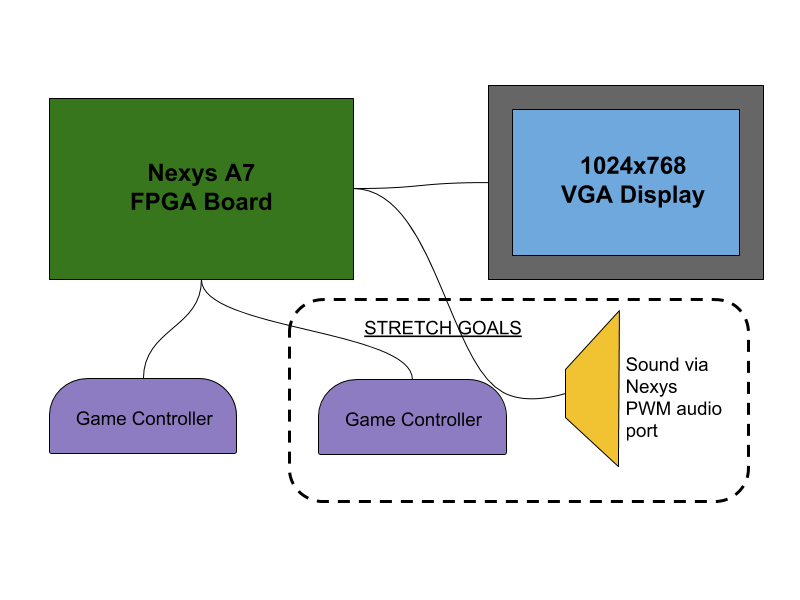 Nexys A7
FPGA Board
1024x768
VGA Display
STRETCH GOALS
Game Controller
Game Controller
Sound via
Nexys
PWM audio
port